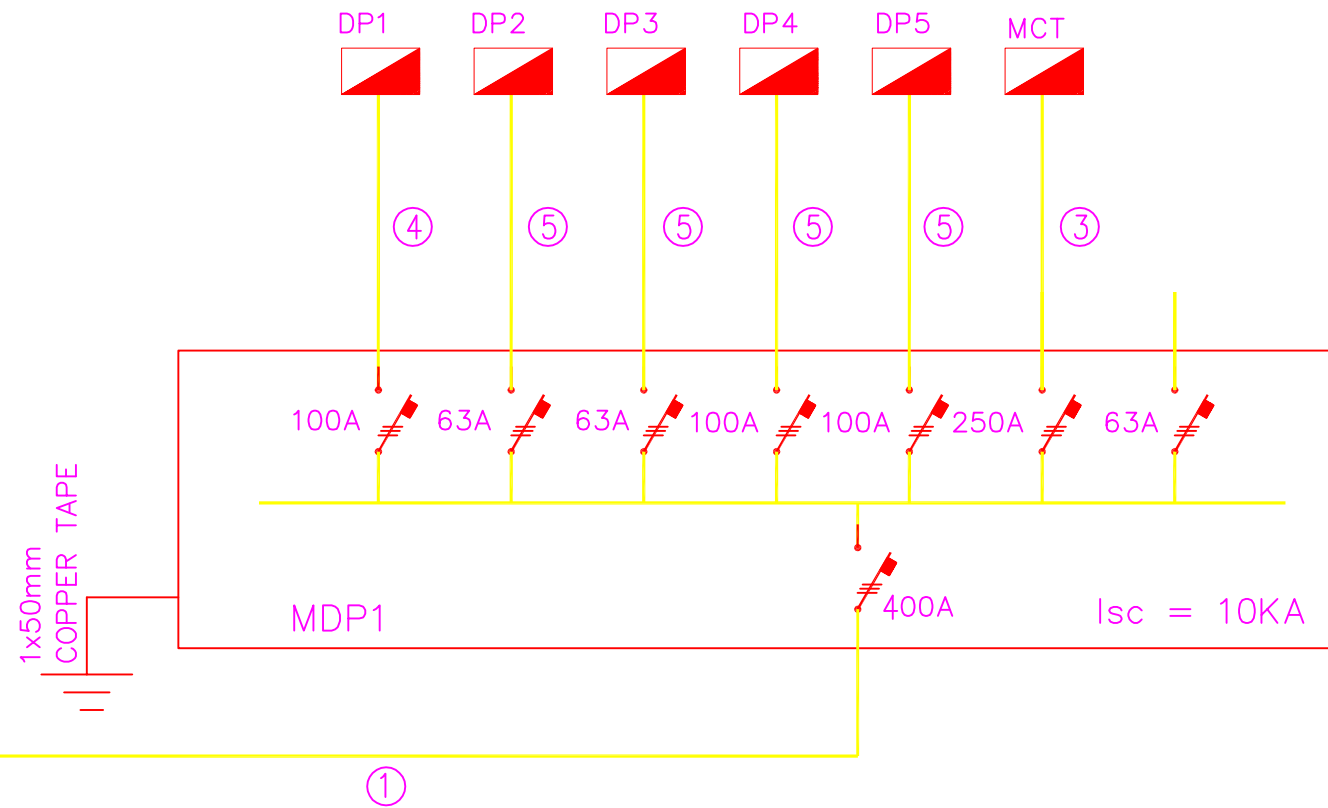 DP1 DP2 DP3 DP4 DP5 MCT
4 5 5 5 5 3
100A 63A 63A 100A 100A 250A 63A
1x50mm
COPPER TAPE
MDP1 400A Isc = 10KA
1